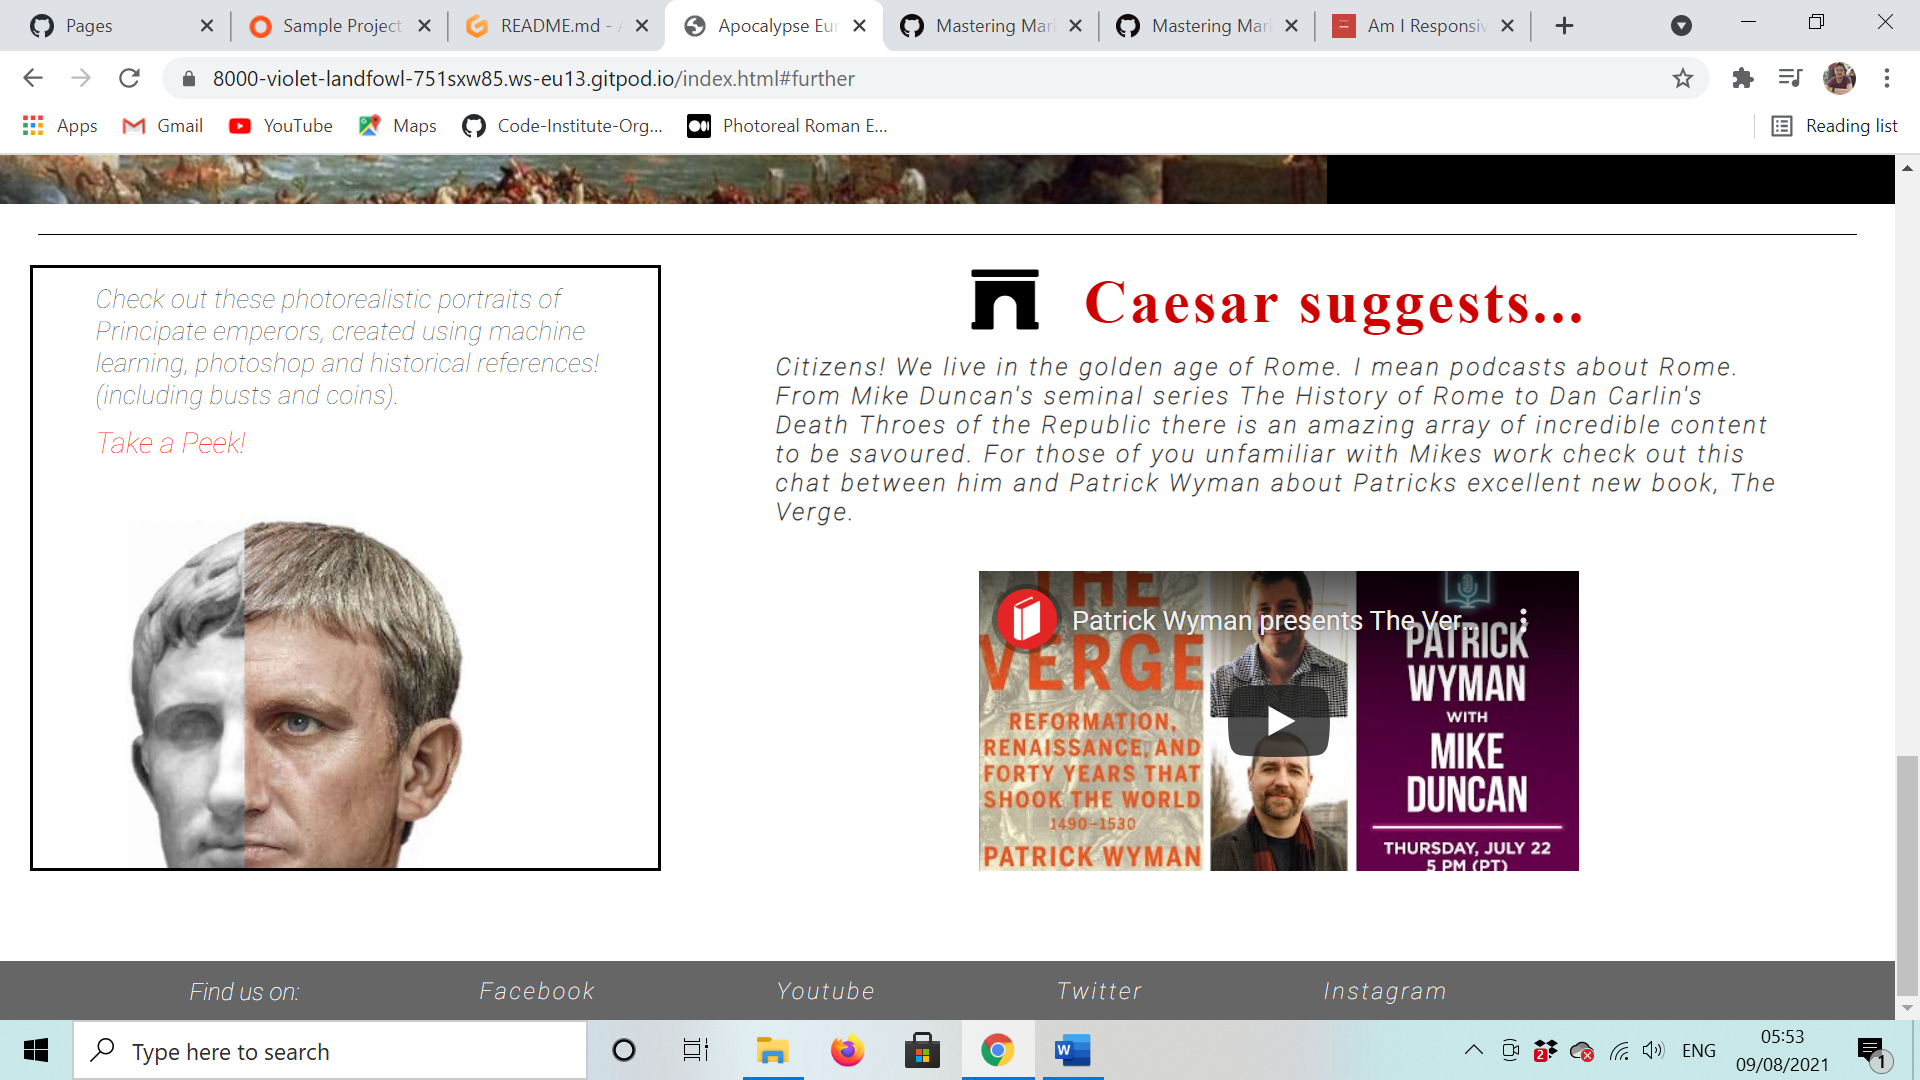 Pages
Sample Project
README.md - A
Apocalypse Eur
Mastering Mar
Mastering Mar
Am I Responsiv
8000-violet-landfowl-751sxw85.ws-eu13.gitpod.io/index.html#further
Apps
Gmail
YouTube
Maps
Code-Institute-Org...
Photoreal Roman E...
Reading list
Check out these photorealistic portraits of
Principate emperors, created using machine
learning, photoshop and historical references!
(including busts and coins).
Take a Peek!
Caesar suggests...
Citizens! We live in the golden age of Rome. I mean podcasts about Rome.
From Mike Duncan's seminal series The History of Rome to Dan Carlin's
Death Throes of the Republic there is an amazing array of incredible content
to be savoured. For those of you unfamiliar with Mikes work check out this
chat between him and Patrick Wyman about Patricks excellent new book, The
Verge.
Patrick Wyman presents The Ver...
THE
VERGE
REFORMATION,
RENAISSANCE, AND
FORTY YEARS THAT
SHOOK THE WORLD
1490-1530
PATRICK WYMAN
PATRICK
WYMAN
WITH
MIKE
DUNCAN
THURSDAY, JULY 22
5 PM (PT)
Find us on:
Facebook
Youtube
Twitter
Instagram
Type here to search
W
2
ENG
05:53
09/08/2021
1